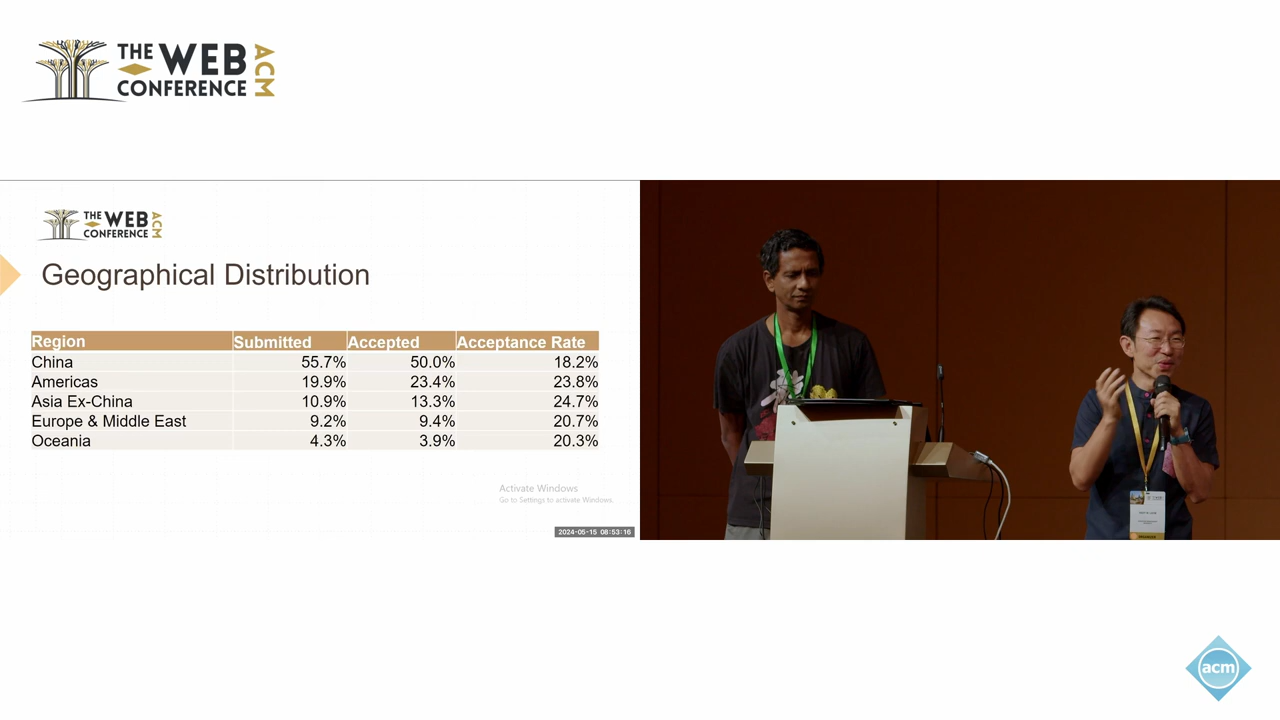 THE WEB ACM
CONFERENCE
THE WEB ACM
CONFERENCE
Geographical Distribution
Region Submitted Accepted Acceptance Rate
China 55.7% 50.0% 18.2%
Americas 19.9% 23.4% 23.8%
Asia Ex-China 10.9% 13.3% 24.7%
Europe & Middle East 9.2% 9.4% 20.7%
Oceania 4.3% 3.9% 20.3%
Activate Windows
Go to Settings to activate Windows.
2024-05-15 08:53:16
acm